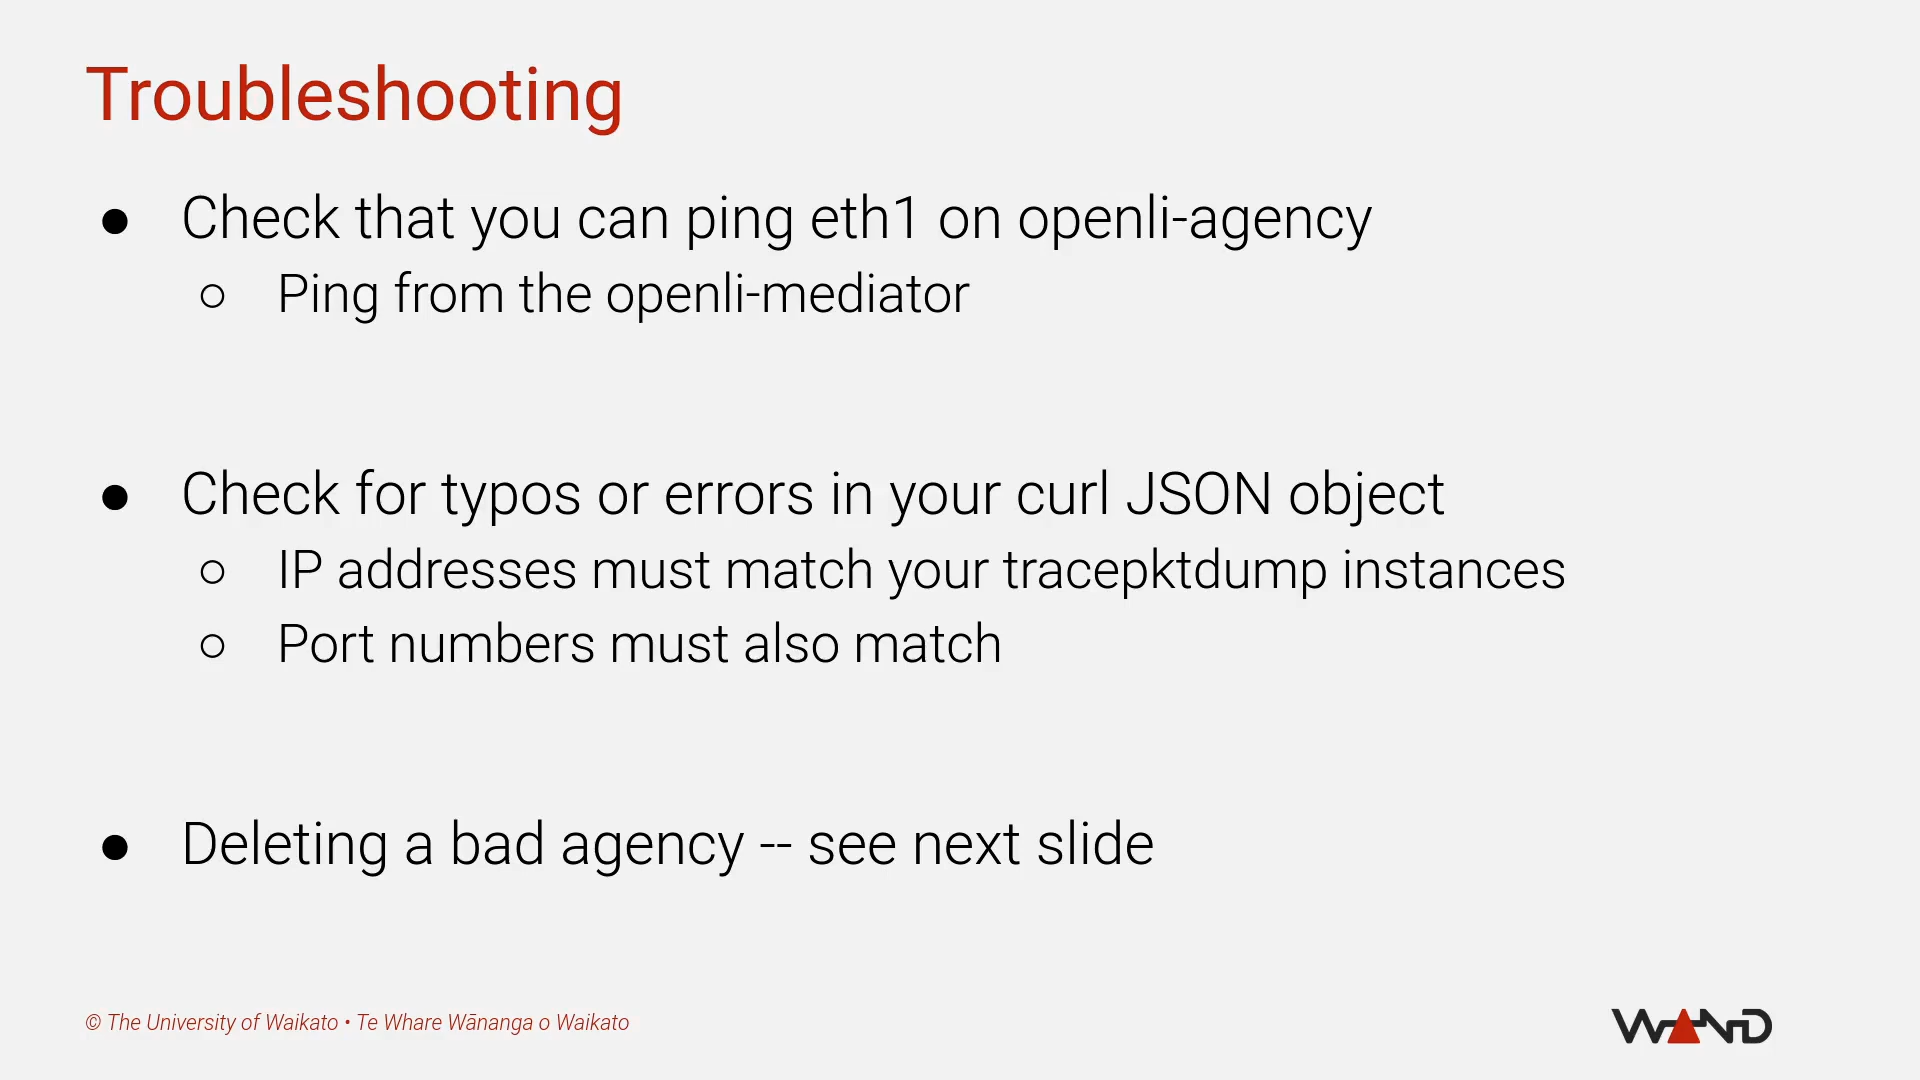 Troubleshooting
● Check that you can ping eth1 on openli-agency
○ Ping from the openli-mediator
● Check for typos or errors in your curl JSON object
○ IP addresses must match your tracepktdump instances
○ Port numbers must also match
● Deleting a bad agency -- see next slide
© The University of Waikato • Te Whare Wānanga o Waikato
WAND